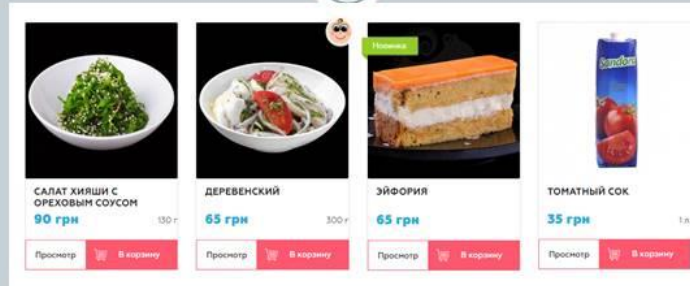 Новинка
Sandora
САЛАТ ХИЯШИ С
ОРЕХОВЫМ СОУСОМ
90 грн 130 г
Просмотр В корзину
ДЕРЕВЕНСКИЙ
65 грн 300 г
Просмотр В корзину
ЭЙФОРИЯ
65 грн
Просмотр В корзину
ТОМАТНЫЙ СОК
35 грн 1 л
Просмотр В корзину